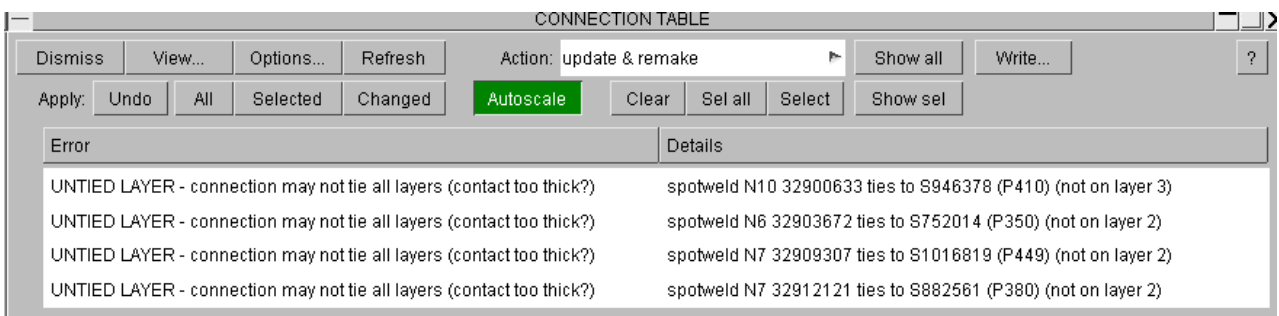 CONNECTION TABLE
Dismiss View... Options... Refresh Action: update & remake Show all Write... ?
Apply: Undo All Selected Changed Autoscale Clear Sel all Select Show sel
Error Details
UNTIED LAYER - connection may not tie all layers (contact too thick?) spotweld N10 32900633 ties to S946378 (P410) (not on layer 3)
UNTIED LAYER - connection may not tie all layers (contact too thick?) spotweld N6 32903672 ties to S752014 (P350) (not on layer 2)
UNTIED LAYER - connection may not tie all layers (contact too thick?) spotweld N7 32909307 ties to S1016819 (P449) (not on layer 2)
UNTIED LAYER - connection may not tie all layers (contact too thick?) spotweld N7 32912121 ties to S882561 (P380) (not on layer 2)